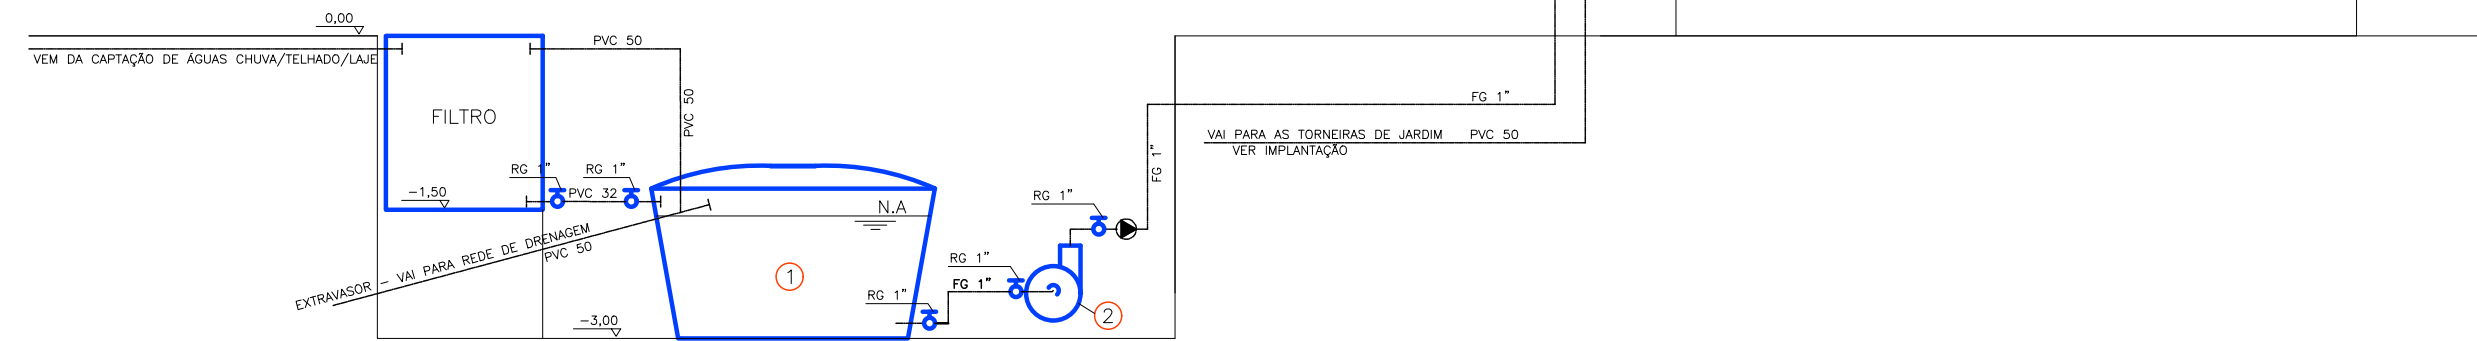 0,00
PVC 50
VEM DA CAPTAÇÃO DE ÁGUAS CHUVA/TELHADO/LAJE
FILTRO
PVC 50
FG 1"
VAI PARA AS TORNEIRAS DE JARDIM PVC 50
VER IMPLANTAÇÃO
FG 1"
RG 1"
RG 1"
-1,50
PVC 32
RG 1"
N.A
EXTRAVASOR - VAI PARA REDE DE DRENAGEM
PVC 50
RG 1"
1
FG 1"
RG 1"
2
-3,00